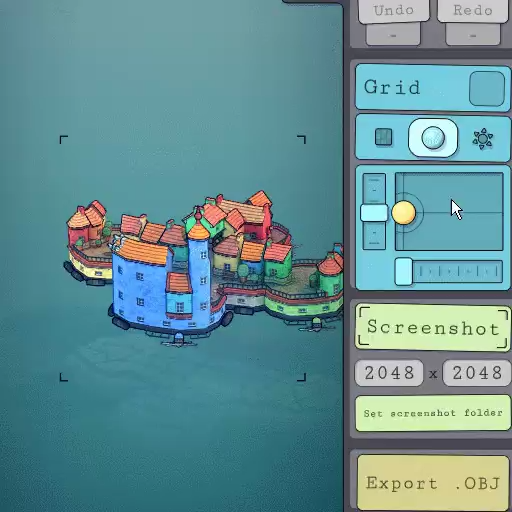 Undo Redo
- -
Grid
Screenshot
2048 x 2048
Set screenshot folder
Export .OBJ